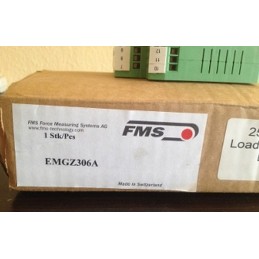 FMS Force Measuring Systems AG
www.fms-technology.com
1 Stk/Pcs
FMS
EMGZ306A
Made in Switzerland
25
Load